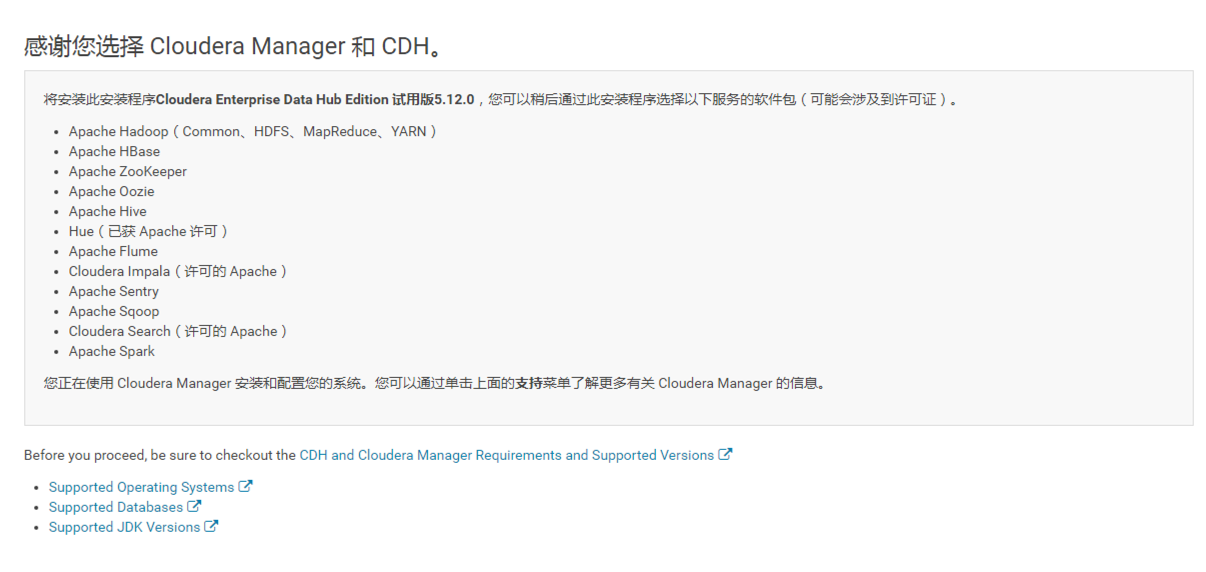 感谢您选择 Cloudera Manager 和 CDH。
将安装此安装程序Cloudera Enterprise Data Hub Edition 试用版5.12.0，您可以稍后通过此安装程序选择以下服务的软件包（可能会涉及到许可证）。
• Apache Hadoop（Common、HDFS、MapReduce、YARN）
• Apache HBase
• Apache ZooKeeper
• Apache Oozie
• Apache Hive
• Hue（已获 Apache 许可）
• Apache Flume
• Cloudera Impala（许可的 Apache）
• Apache Sentry
• Apache Sqoop
• Cloudera Search（许可的 Apache）
• Apache Spark
您正在使用 Cloudera Manager 安装和配置您的系统。您可以通过单击上面的支持菜单了解更多有关 Cloudera Manager 的信息。
Before you proceed, be sure to checkout the CDH and Cloudera Manager Requirements and Supported Versions
• Supported Operating Systems
• Supported Databases
• Supported JDK Versions